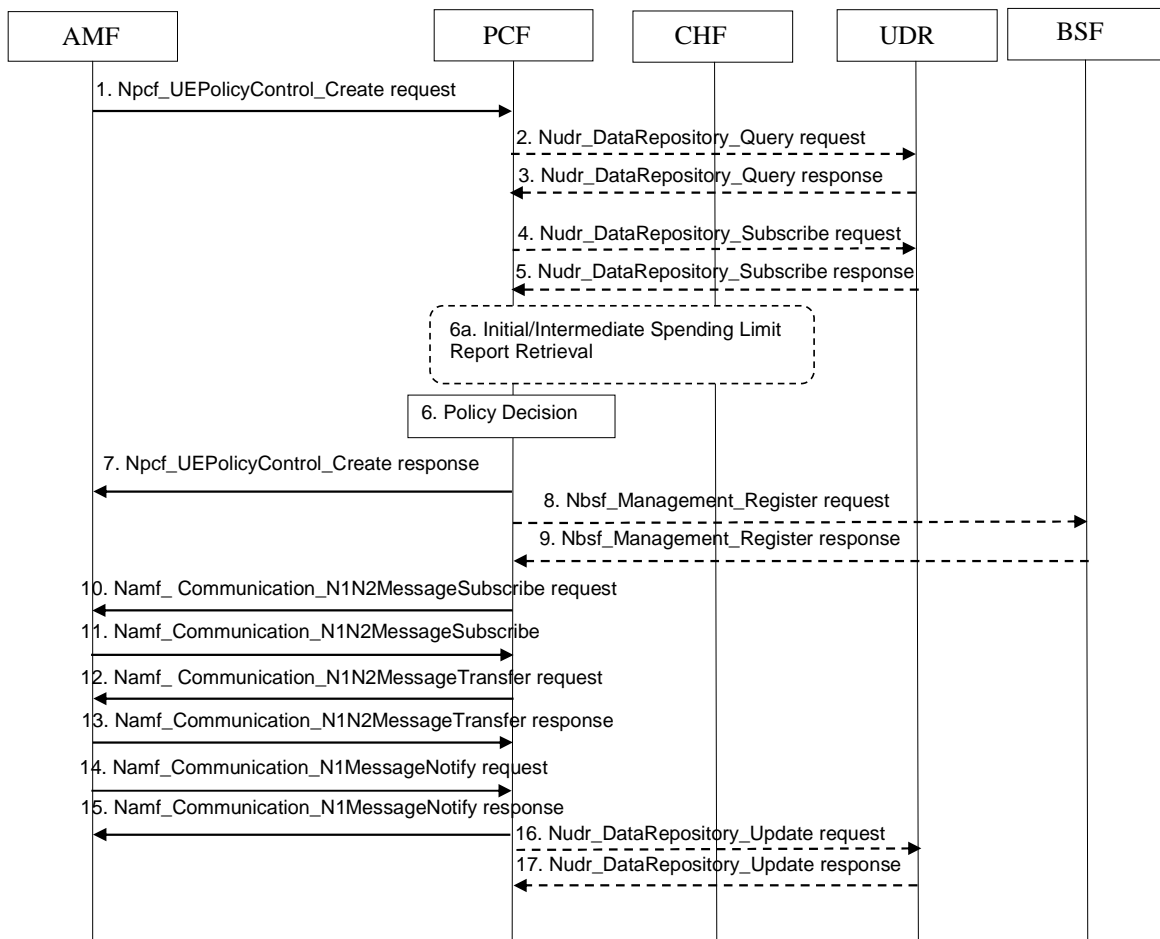 AMF
PCF
CHF
UDR
BSF
1. Npcf_UEPolicyControl_Create request
2. Nudr_DataRepository_Query request
3. Nudr_DataRepository_Query response
4. Nudr_DataRepository_Subscribe request
5. Nudr_DataRepository_Subscribe response
6a. Initial/Intermediate Spending Limit
Report Retrieval
6. Policy Decision
7. Npcf_UEPolicyControl_Create response
8. Nbsf_Management_Register request
9. Nbsf_Management_Register response
10. Namf_ Communication_N1N2MessageSubscribe request
11. Namf_Communication_N1N2MessageSubscribe
12. Namf_ Communication_N1N2MessageTransfer request
13. Namf_Communication_N1N2MessageTransfer response
14. Namf_Communication_N1MessageNotify request
15. Namf_Communication_N1MessageNotify response
16. Nudr_DataRepository_Update request
17. Nudr_DataRepository_Update response